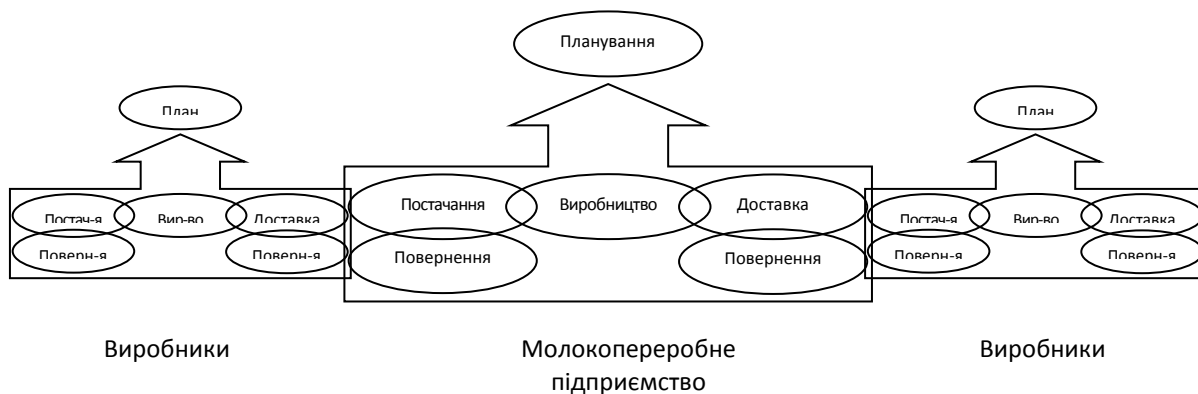 Планування
План
План
Постачання Виробництво Доставка
Постач-я Вир-во Доставка
Постач-я Вир-во Доставка
Поверн-я Поверн-я
Повернення Повернення
Поверн-я Поверн-я
Виробники
Молокопереробне
підприємство
Виробники